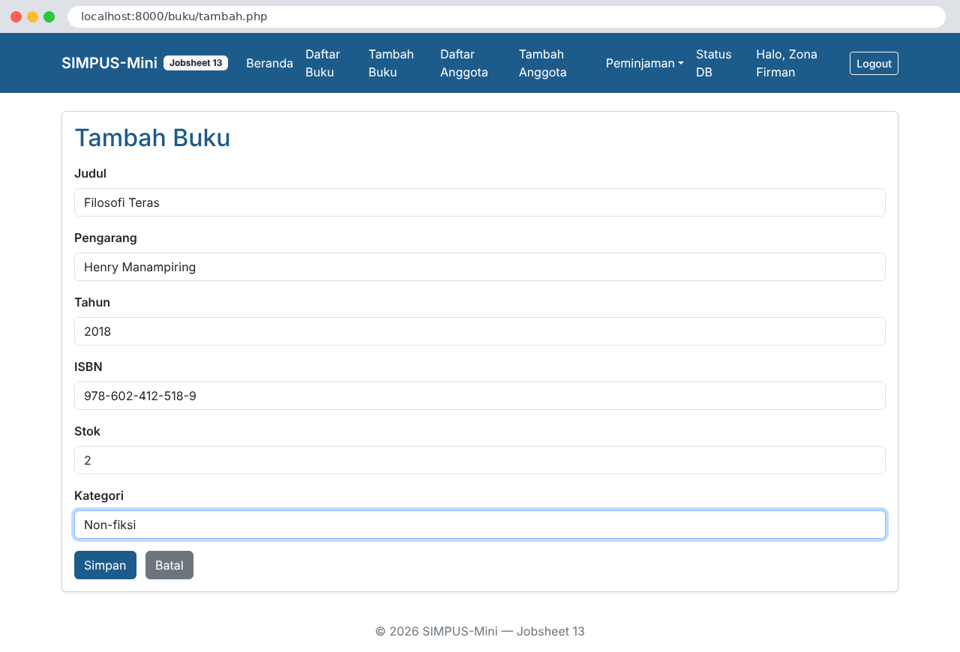 localhost:8000/buku/tambah.php
SIMPUS-Mini Jobsheet 13 Beranda Daftar Buku Tambah Buku Daftar Anggota Tambah Anggota Peminjaman Status DB Halo, Zona Firman Logout
Tambah Buku
Judul
Filosofi Teras
Pengarang
Henry Manampiring
Tahun
2018
ISBN
978-602-412-518-9
Stok
2
Kategori
Non-fiksi
Simpan Batal
© 2026 SIMPUS-Mini — Jobsheet 13